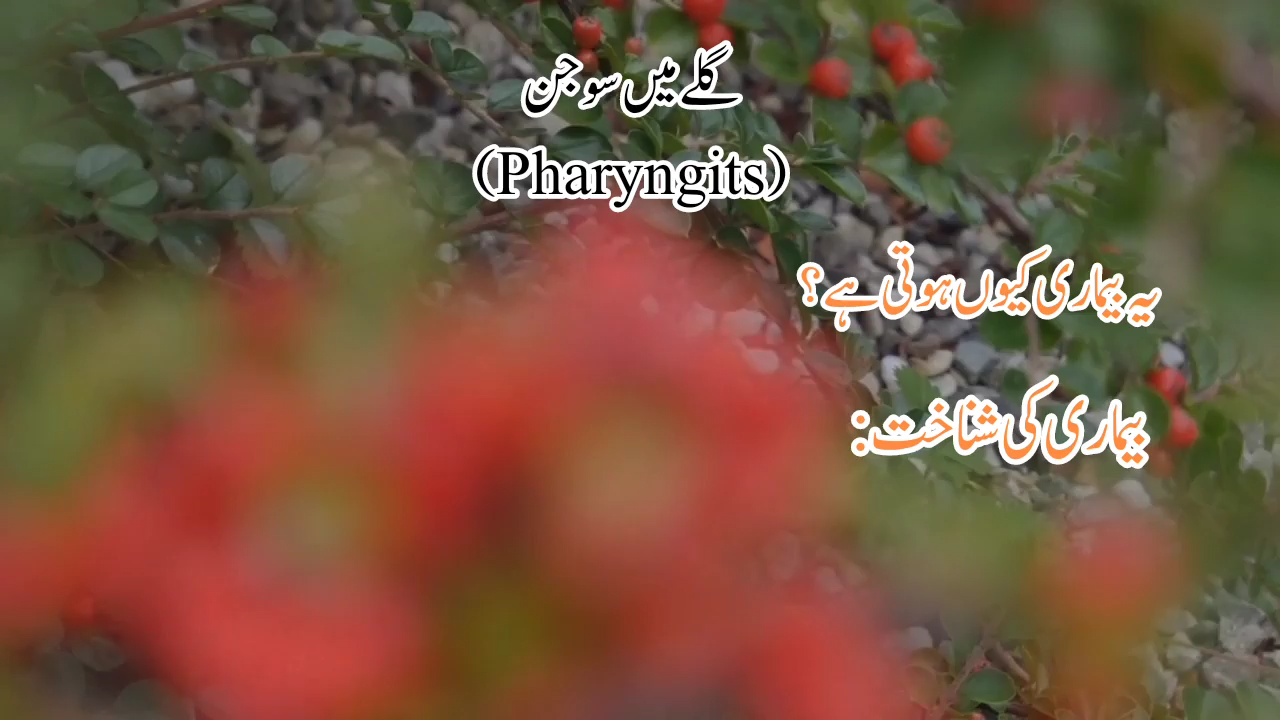 گلے میں سوجن
(Pharyngits)
یہ بیماری کیوں ہوتی ہے؟
بیماری کی شناخت: